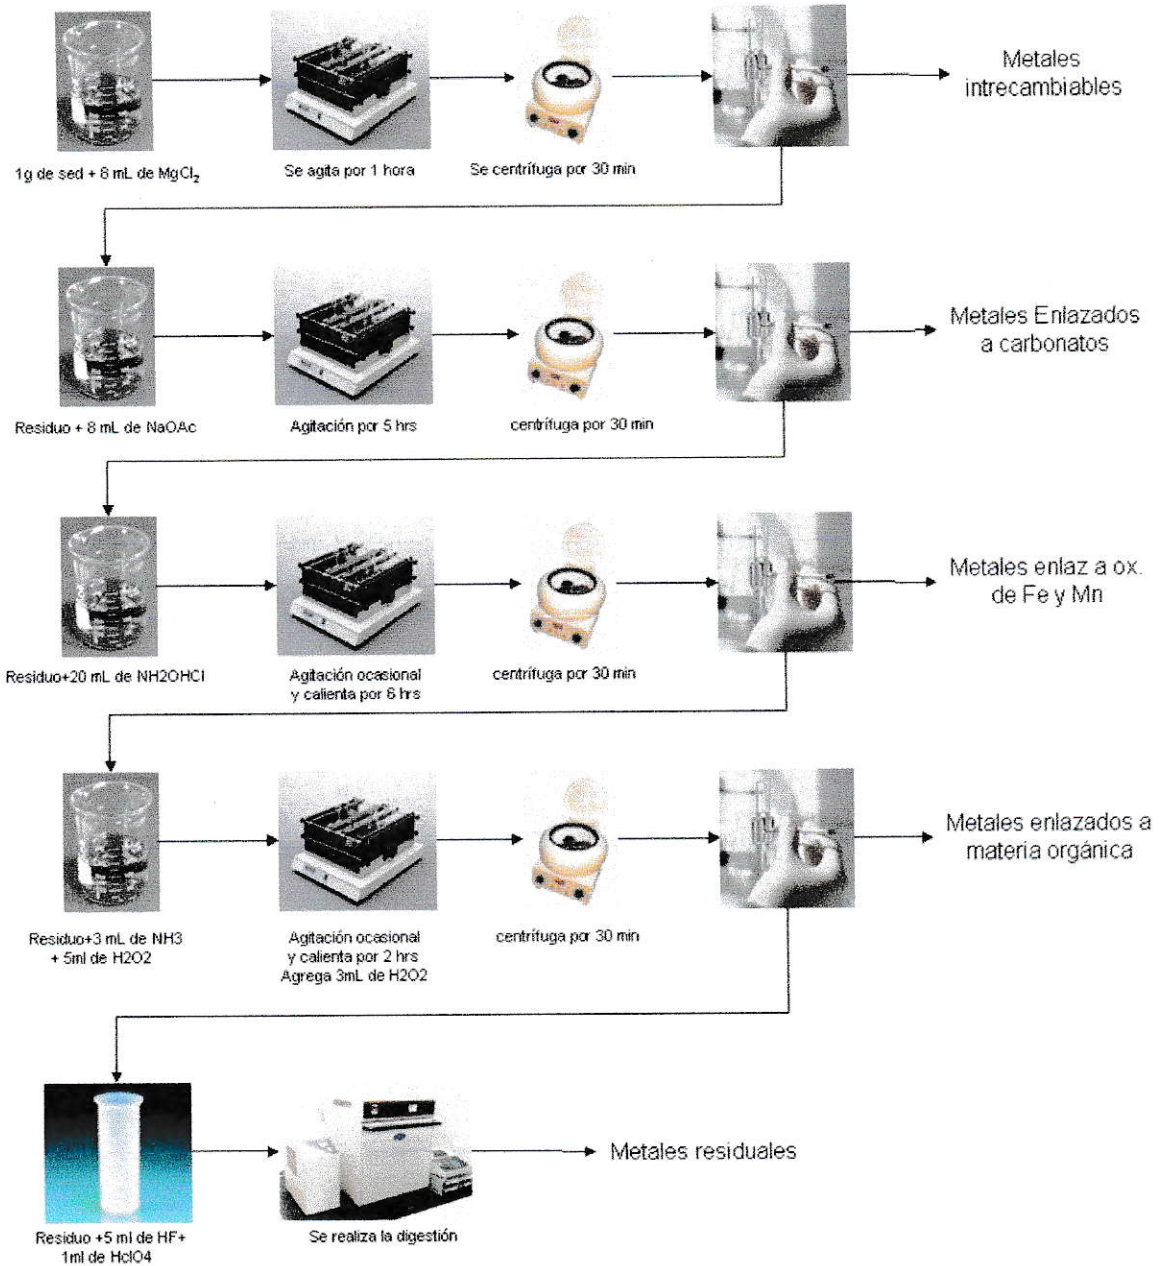 Metales
intrecambiables
1g de sed + 8 mL de MgCl₂
Se agita por 1 hora
Se centrífuga por 30 min
Metales Enlazados
a carbonatos
Residuo + 8 mL de NaOAc
Agitación por 5 hrs
centrífuga por 30 min
Metales enlaz a ox.
de Fe y Mn
Residuo+20 mL de NH2OHCl
Agitación ocasional
y calienta por 6 hrs
centrífuga por 30 min
Metales enlazados a
materia orgánica
Residuo+3 mL de NH3
+ 5ml de H2O2
Agitación ocasional
y calienta por 2 hrs
Agrega 3mL de H2O2
centrífuga por 30 min
Metales residuales
Residuo +5 ml de HF+
1ml de HclO4
Se realiza la digestión